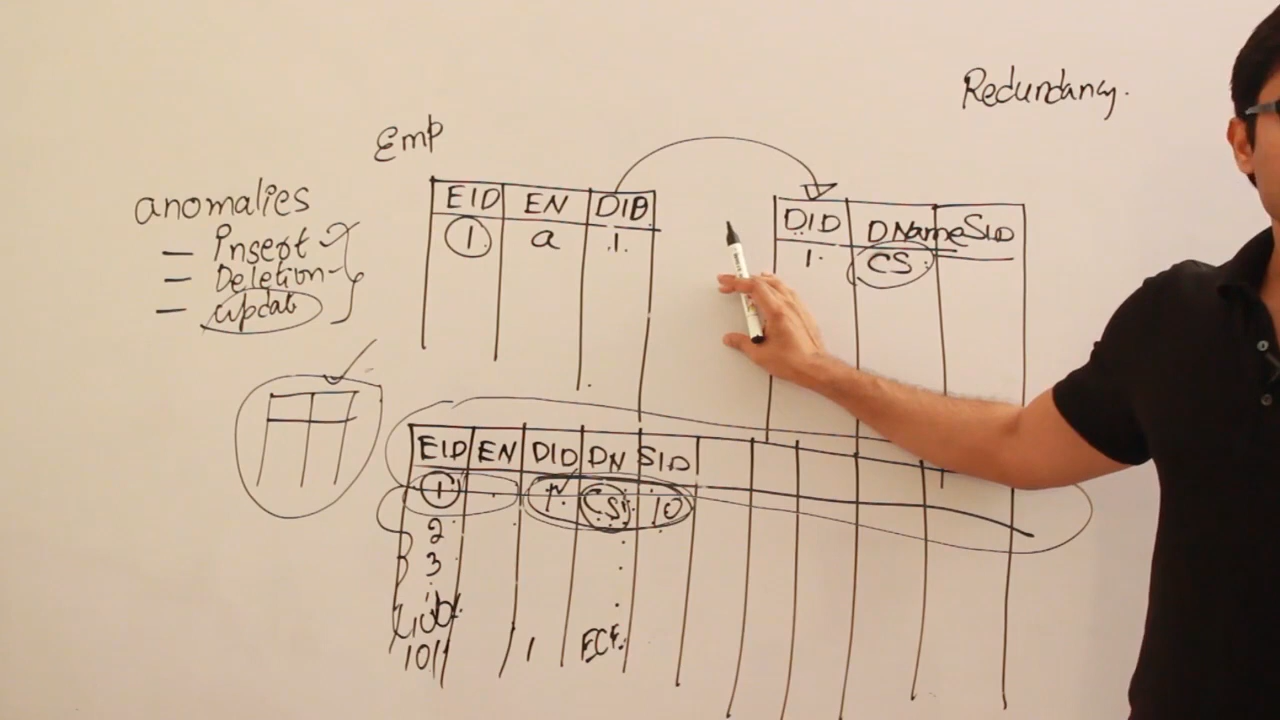 Redundancy.
Emp
anomalies
— Insert
— Deletion
— Updat
EID EN DID
1 a 1
DID DName SID
1 CS
EID EN DID DN SID
1 1 CS 10
2
3
101 1 ECE